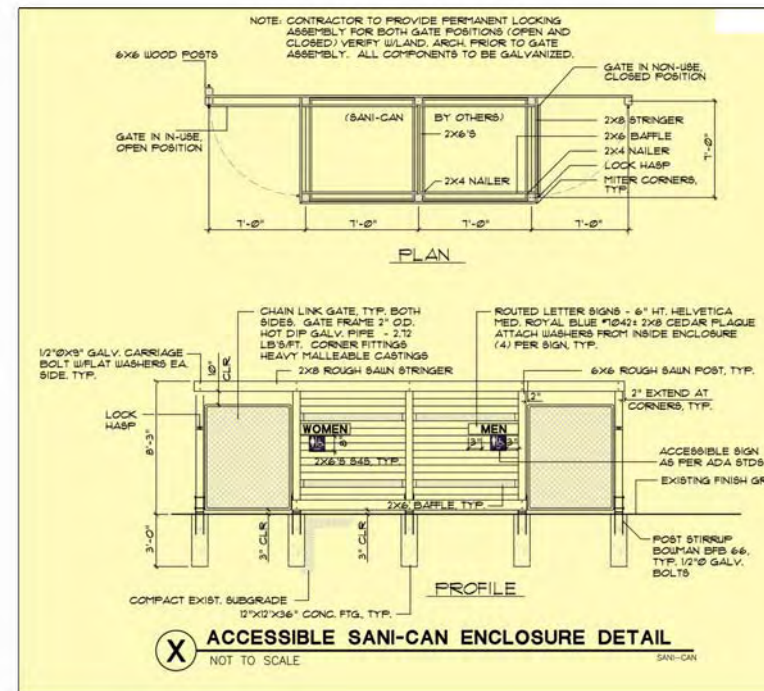 NOTE: CONTRACTOR TO PROVIDE PERMANENT LOCKING
ASSEMBLY FOR BOTH GATE POSITIONS (OPEN AND
CLOSED) VERIFY W/LAND. ARCH. PRIOR TO GATE
ASSEMBLY. ALL COMPONENTS TO BE GALVANIZED.
6X6 WOOD POSTS
GATE IN NON-USE,
CLOSED POSITION
GATE IN IN-USE,
OPEN POSITION
(SANI-CAN BY OTHERS)
2X6'S
2X4 NAILER
2X8 STRINGER
2X6 BAFFLE
2X4 NAILER
LOCK HASP
MITER CORNERS,
TYP.
7'-0"
7'-0" 7'-0" 7'-0" 7'-0"
PLAN
CHAIN LINK GATE, TYP. BOTH
SIDES. GATE FRAME 2" O.D.
HOT DIP GALV. PIPE - 2.72
LB'S/FT. CORNER FITTINGS
HEAVY MALLEABLE CASTINGS
ROUTED LETTER SIGNS - 6" HT. HELVETICA
MED. ROYAL BLUE #7042± 2X8 CEDAR PLAQUE
ATTACH WASHERS FROM INSIDE ENCLOSURE
(4) PER SIGN, TYP.
1/2"ØX9" GALV. CARRIAGE
BOLT W/FLAT WASHERS EA.
SIDE, TYP.
10"
CLR.
2X8 ROUGH SAWN STRINGER
6X6 ROUGH SAWN POST, TYP.
2"
2" EXTEND AT
CORNERS, TYP.
LOCK
HASP
8'-3"
WOMEN
8"
MEN
3" 3"
2X6'S S4S, TYP.
2X6 BAFFLE, TYP.
ACCESSIBLE SIGN
AS PER ADA STDS
EXISTING FINISH GR
3'-0"
3" CLR.
3" CLR.
POST STIRRUP
BOWMAN BFB 66,
TYP. 1/2"Ø GALV.
BOLTS
COMPACT EXIST. SUBGRADE
12"X12"X36" CONC. FTG., TYP.
PROFILE
X ACCESSIBLE SANI-CAN ENCLOSURE DETAIL
NOT TO SCALE
SANI-CAN